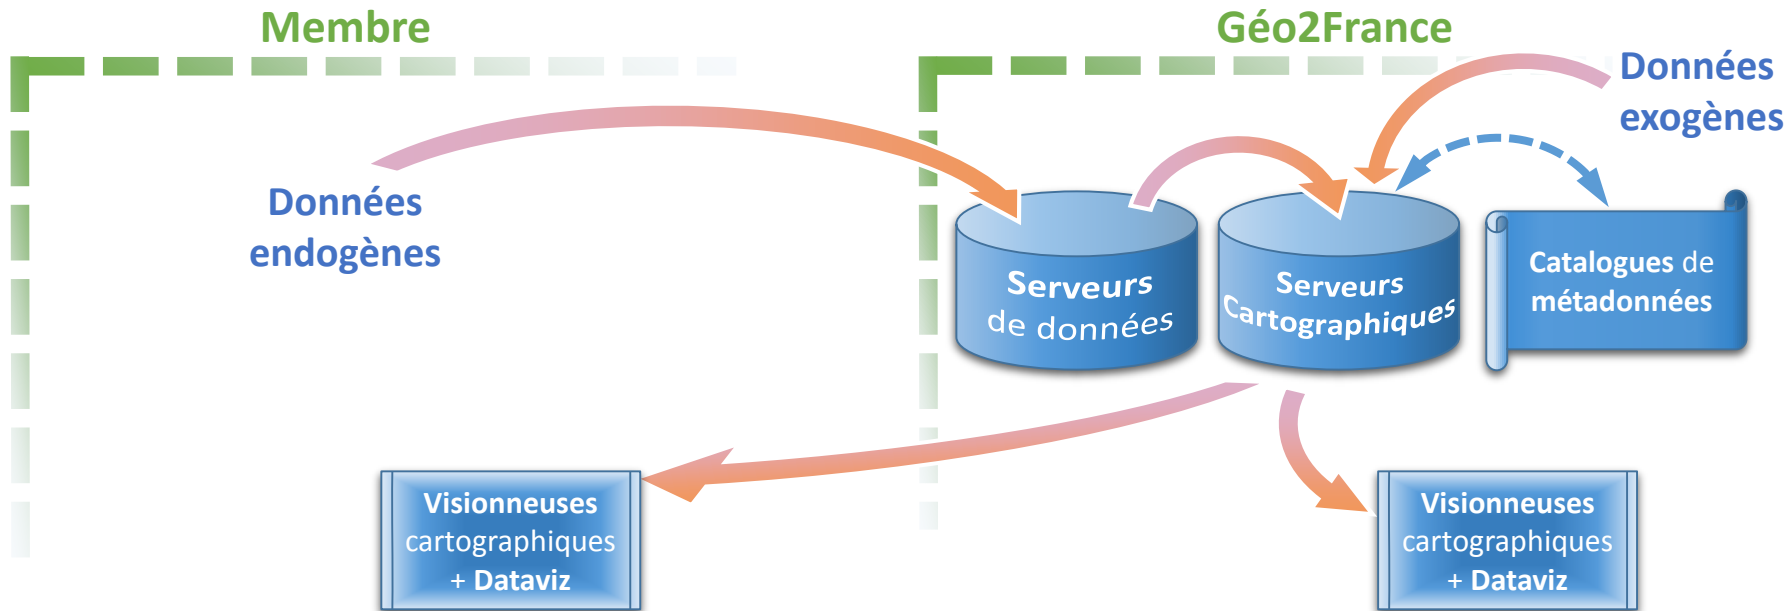 Membre
Géo2France
Données
exogènes
Données
endogènes
Serveurs
de données
Serveurs
Cartographiques
Catalogues de
métadonnées
Visionneuses
cartographiques
+ Dataviz
Visionneuses
cartographiques
+ Dataviz